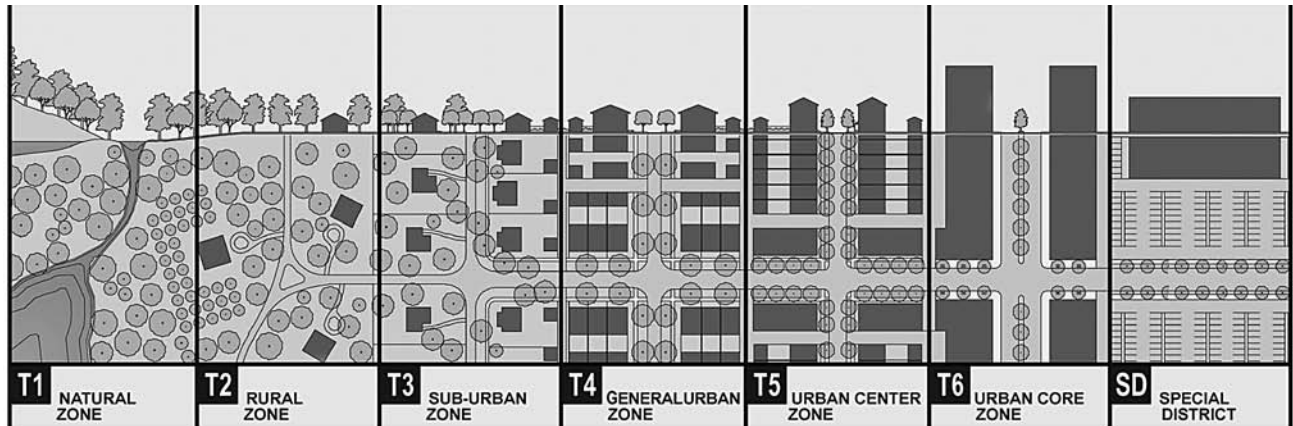 T1 NATURAL
ZONE
T2 RURAL
ZONE
T3 SUB-URBAN
ZONE
T4 GENERALURBAN
ZONE
T5 URBAN CENTER
ZONE
T6 URBAN CORE
ZONE
SD SPECIAL
DISTRICT